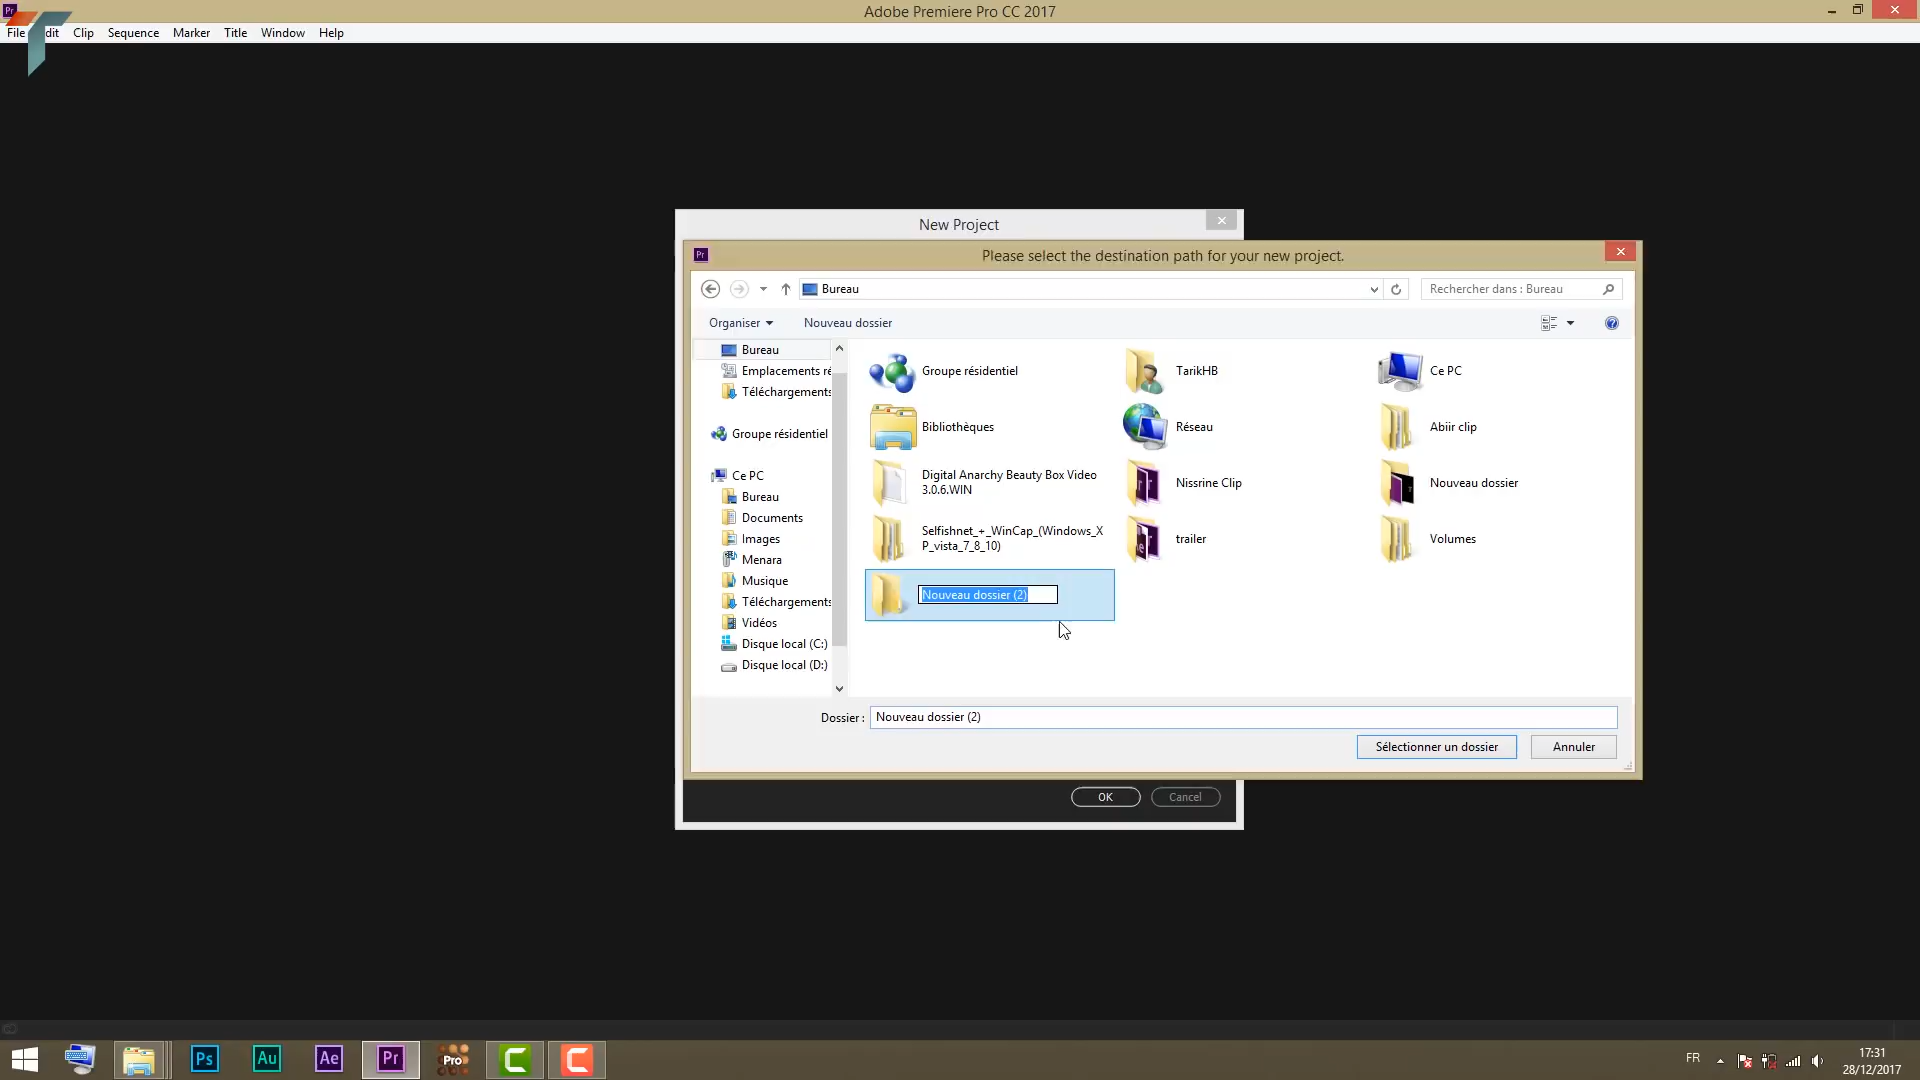 Pr
Adobe Premiere Pro CC 2017
File
dit
Clip
Sequence
Marker
Title
Window
Help
New Project
Pr
Please select the destination path for your new project.
Bureau
Rechercher dans : Bureau
Organiser
Nouveau dossier
Bureau
Emplacements ré
Téléchargements
Groupe résidentiel
Ce PC
Bureau
Documents
Images
Menara
Musique
Téléchargements
Vidéos
Disque local (C:)
Disque local (D:)
Groupe résidentiel
TarikHB
Ce PC
Bibliothèques
Réseau
Abiir clip
Digital Anarchy Beauty Box Video
3.0.6.WIN
Nissrine Clip
Nouveau dossier
Selfishnet_+_WinCap_(Windows_X
P_vista_7_8_10)
trailer
Volumes
Nouveau dossier (2)
Dossier :
Nouveau dossier (2)
Sélectionner un dossier
Annuler
OK
Cancel
Ps
Au
Ae
Pr
Pro
FR
17:31
28/12/2017